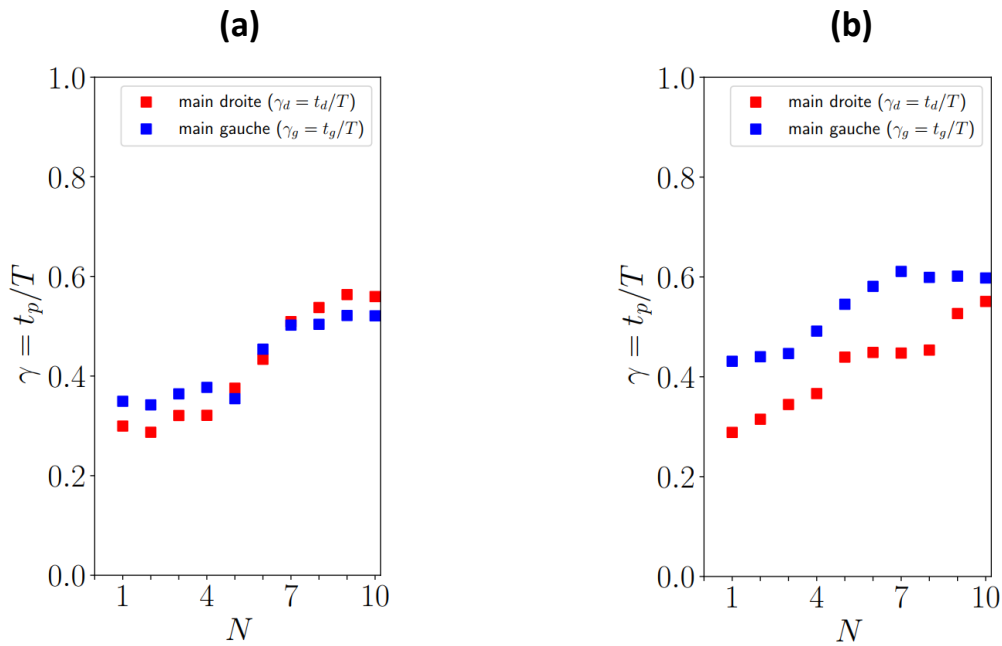 (a)
1.0
0.8
0.6
0.4
0.2
0.0
γ = t_p/T
main droite (γ_d = t_d/T)
main gauche (γ_g = t_g/T)
1 4 7 10
N
(b)
1.0
0.8
0.6
0.4
0.2
0.0
γ = t_p/T
main droite (γ_d = t_d/T)
main gauche (γ_g = t_g/T)
1 4 7 10
N